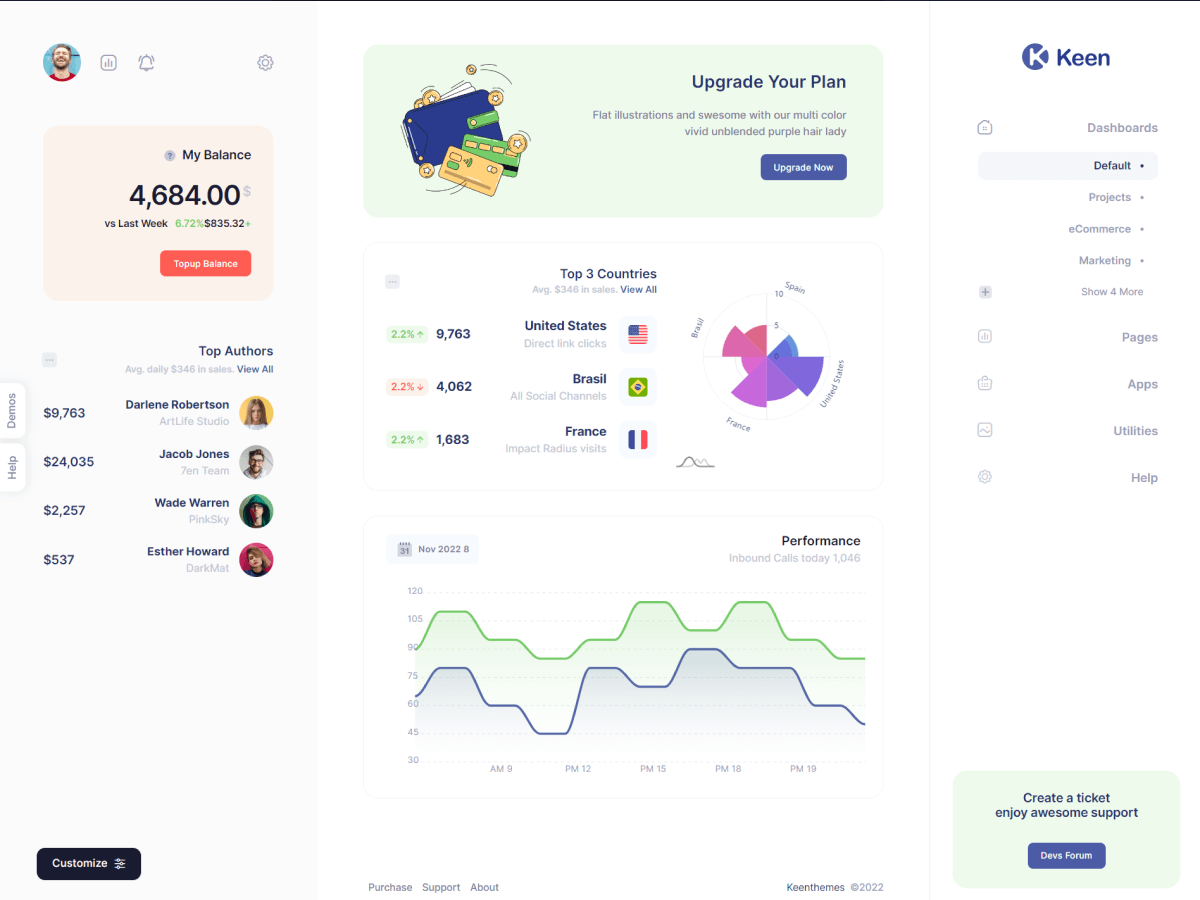 Keen
Dashboards
Default
Projects
eCommerce
Marketing
Show 4 More
Pages
Apps
Utilities
Help
Create a ticket
enjoy awesome support
Devs Forum
Upgrade Your Plan
Flat illustrations and swesome with our multi color
vivid unblended purple hair lady
Upgrade Now
Top 3 Countries
Avg. $346 in sales. View All
2.2% 9,763 United States
Direct link clicks
2.2% 4,062 Brasil
All Social Channels
2.2% 1,683 France
Impact Radius visits
Spain
10
5
0
Brasil
United States
France
31 Nov 2022 8
Performance
Inbound Calls today 1,046
120
105
90
75
60
45
30
AM 9 PM 12 PM 15 PM 18 PM 19
Purchase Support About
Keenthemes ©2022
? My Balance
4,684.00$
vs Last Week 6.72%$835.32+
Topup Balance
Top Authors
Avg. daily $346 in sales. View All
$9,763 Darlene Robertson
ArtLife Studio
$24,035 Jacob Jones
7en Team
$2,257 Wade Warren
PinkSky
$537 Esther Howard
DarkMat
Demos
Help
Customize